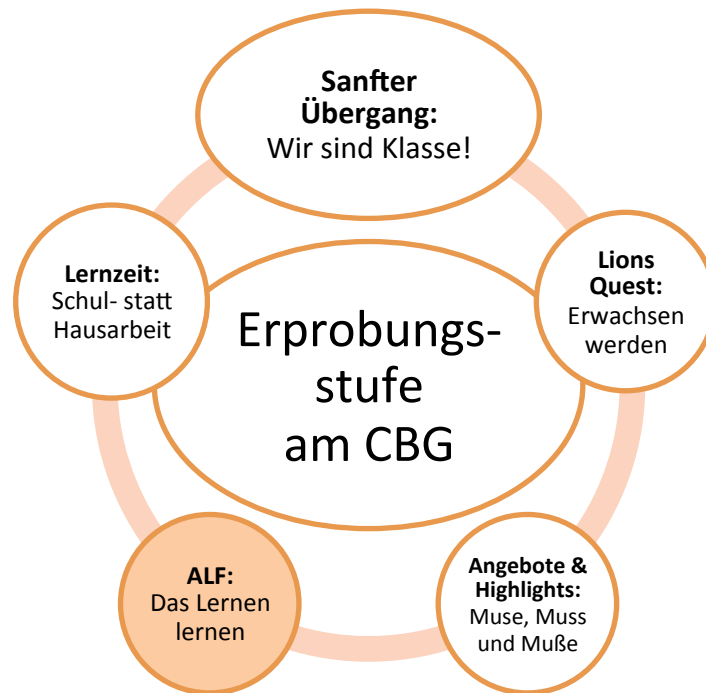 Sanfter
Übergang:
Wir sind Klasse!
Lernzeit:
Schul- statt
Hausarbeit
Lions
Quest:
Erwachsen
werden
Erprobungs-
stufe
am CBG
ALF:
Das Lernen
lernen
Angebote &
Highlights:
Muse, Muss
und Muße